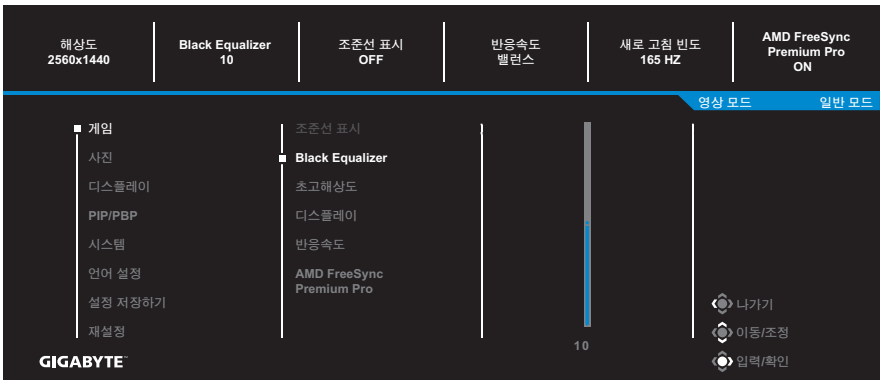 해상도
2560x1440
Black Equalizer
10
조준선 표시
OFF
반응속도
밸런스
새로 고침 빈도
165 HZ
AMD FreeSync
Premium Pro
ON
영상 모드
일반 모드
게임
사진
디스플레이
PIP/PBP
시스템
언어 설정
설정 저장하기
재설정
조준선 표시
Black Equalizer
초고해상도
디스플레이
반응속도
AMD FreeSync
Premium Pro
10
나가기
이동/조정
입력/확인
GIGABYTE™